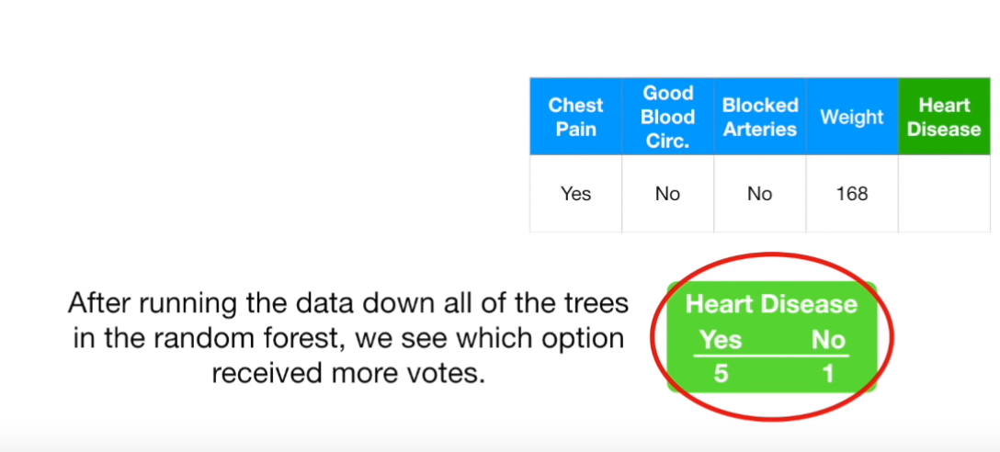 Chest Pain
Good Blood Circ.
Blocked Arteries
Weight
Heart Disease
Yes
No
No
168
After running the data down all of the trees
in the random forest, we see which option
received more votes.
Heart Disease
Yes No
5 1